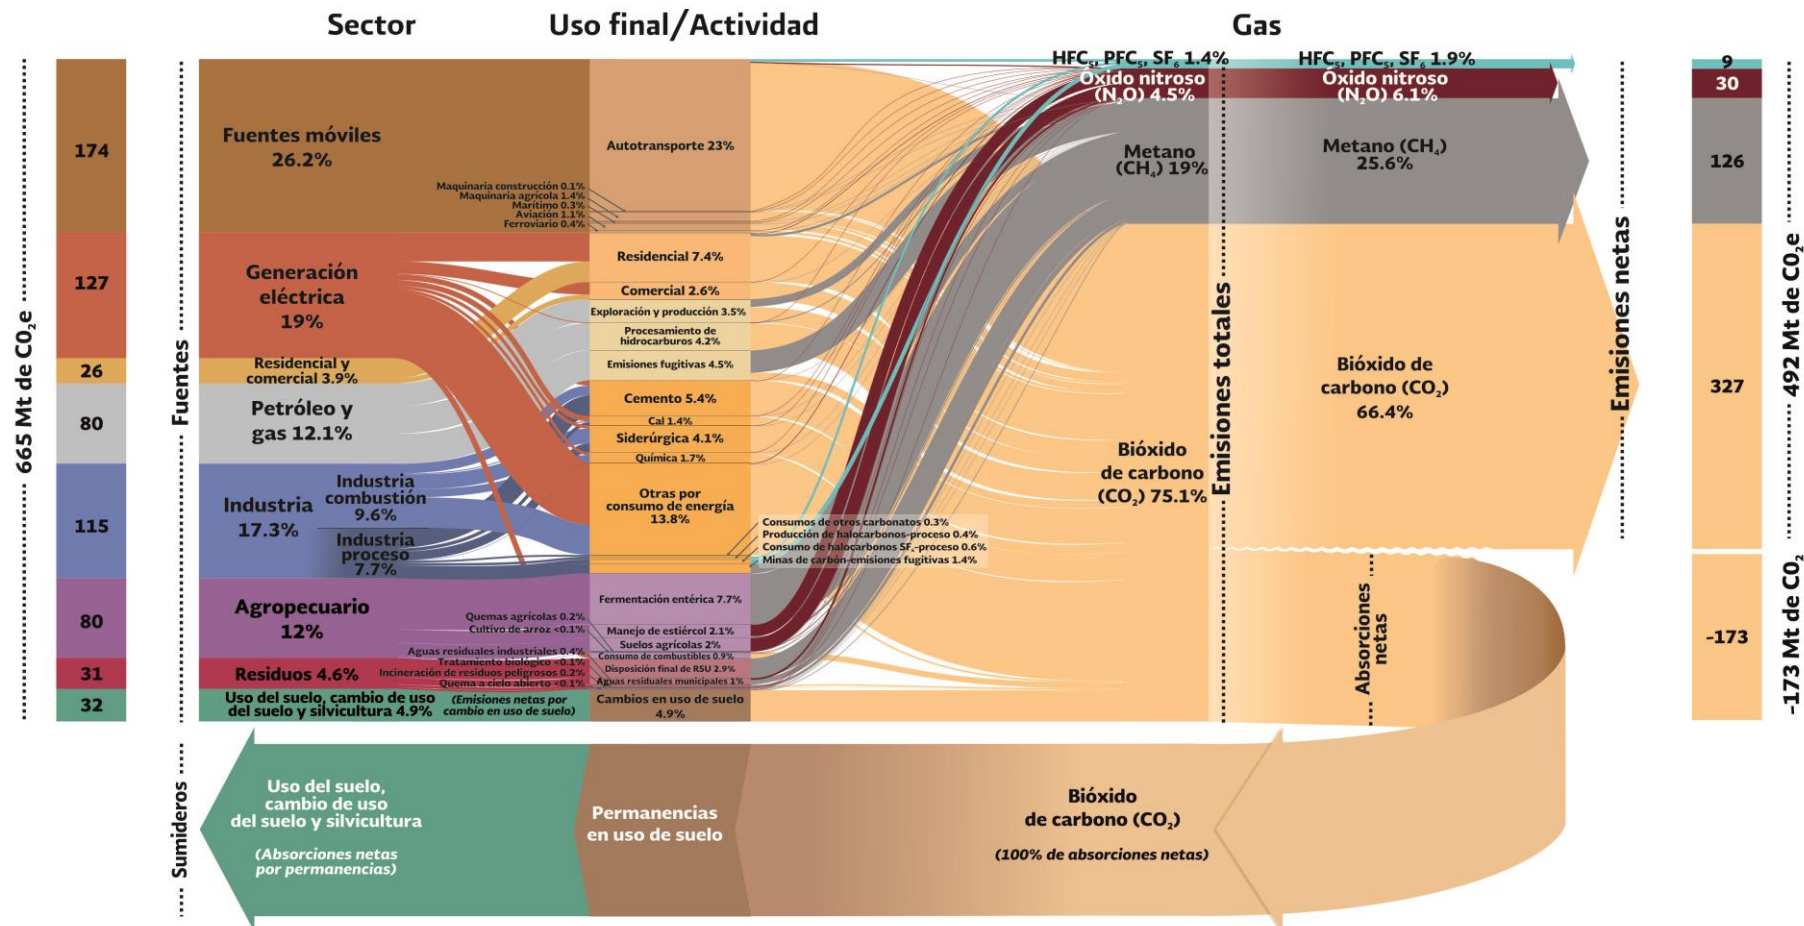 Sector
Uso final/Actividad
Gas
665 Mt de CO₂e
174
127
26
80
115
80
31
32
Fuentes
Fuentes móviles
26.2%
Generación
eléctrica
19%
Residencial y
comercial 3.9%
Petróleo y
gas 12.1%
Industria
17.3%
Industria
combustión
9.6%
Industria
proceso
7.7%
Agropecuario
12%
Residuos 4.6%
Uso del suelo, cambio de uso
del suelo y silvicultura 4.9%
(Emisiones netas por
cambio en uso de suelo)
Autotransporte 23%
Maquinaria construcción 0.1%
Maquinaria agrícola 1.4%
Marítimo 0.3%
Aviación 1.1%
Ferroviario 0.4%
Residencial 7.4%
Comercial 2.6%
Exploración y producción 3.5%
Procesamiento de
hidrocarburos 4.2%
Emisiones fugitivas 4.5%
Cemento 5.4%
Cal 1.4%
Siderúrgica 4.1%
Química 1.7%
Otras por
consumo de energía
13.8%
Consumos de otros carbonatos 0.3%
Producción de halocarbonos-proceso 0.4%
Consumo de halocarbonos SF₆-proceso 0.6%
Minas de carbón-emisiones fugitivas 1.4%
Fermentación entérica 7.7%
Quemas agrícolas 0.2%
Cultivo de arroz <0.1%
Manejo de estiércol 2.1%
Suelos agrícolas 2%
Consumo de combustibles 0.9%
Aguas residuales industriales 0.4%
Tratamiento biológico <0.1%
Incineración de residuos peligrosos 0.2%
Quema a cielo abierto <0.1%
Disposición final de RSU 2.9%
Aguas residuales municipales 1%
Cambios en uso de suelo
4.9%
HFCₛ, PFCₛ, SF₆ 1.4%
Óxido nitroso
(N₂O) 4.5%
Metano
(CH₄) 19%
Bióxido
de carbono
(CO₂) 75.1%
Emisiones totales
HFCₛ, PFCₛ, SF₆ 1.9%
Óxido nitroso
(N₂O) 6.1%
Metano (CH₄)
25.6%
Bióxido de
carbono (CO₂)
66.4%
Absorciones
netas
Emisiones netas
9
30
126
327
-173
492 Mt de CO₂e
-173 Mt de CO₂
Sumideros
Uso del suelo,
cambio de uso
del suelo y silvicultura
(Absorciones netas
por permanencias)
Permanencias
en uso de suelo
Bióxido
de carbono (CO₂)
(100% de absorciones netas)